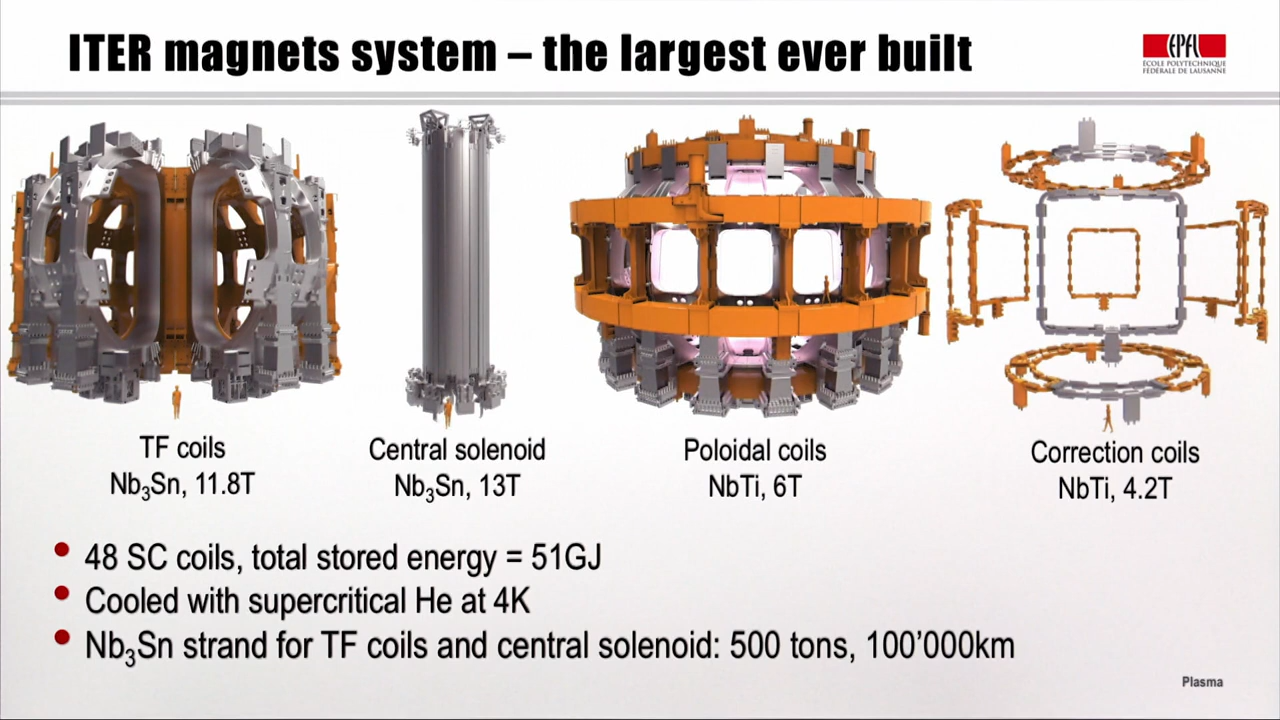 ITER magnets system – the largest ever built
EPFL
ÉCOLE POLYTECHNIQUE
FÉDÉRALE DE LAUSANNE
TF coils
Nb₃Sn, 11.8T
Central solenoid
Nb₃Sn, 13T
Poloidal coils
NbTi, 6T
Correction coils
NbTi, 4.2T
• 48 SC coils, total stored energy = 51GJ
• Cooled with supercritical He at 4K
• Nb₃Sn strand for TF coils and central solenoid: 500 tons, 100’000km
Plasma